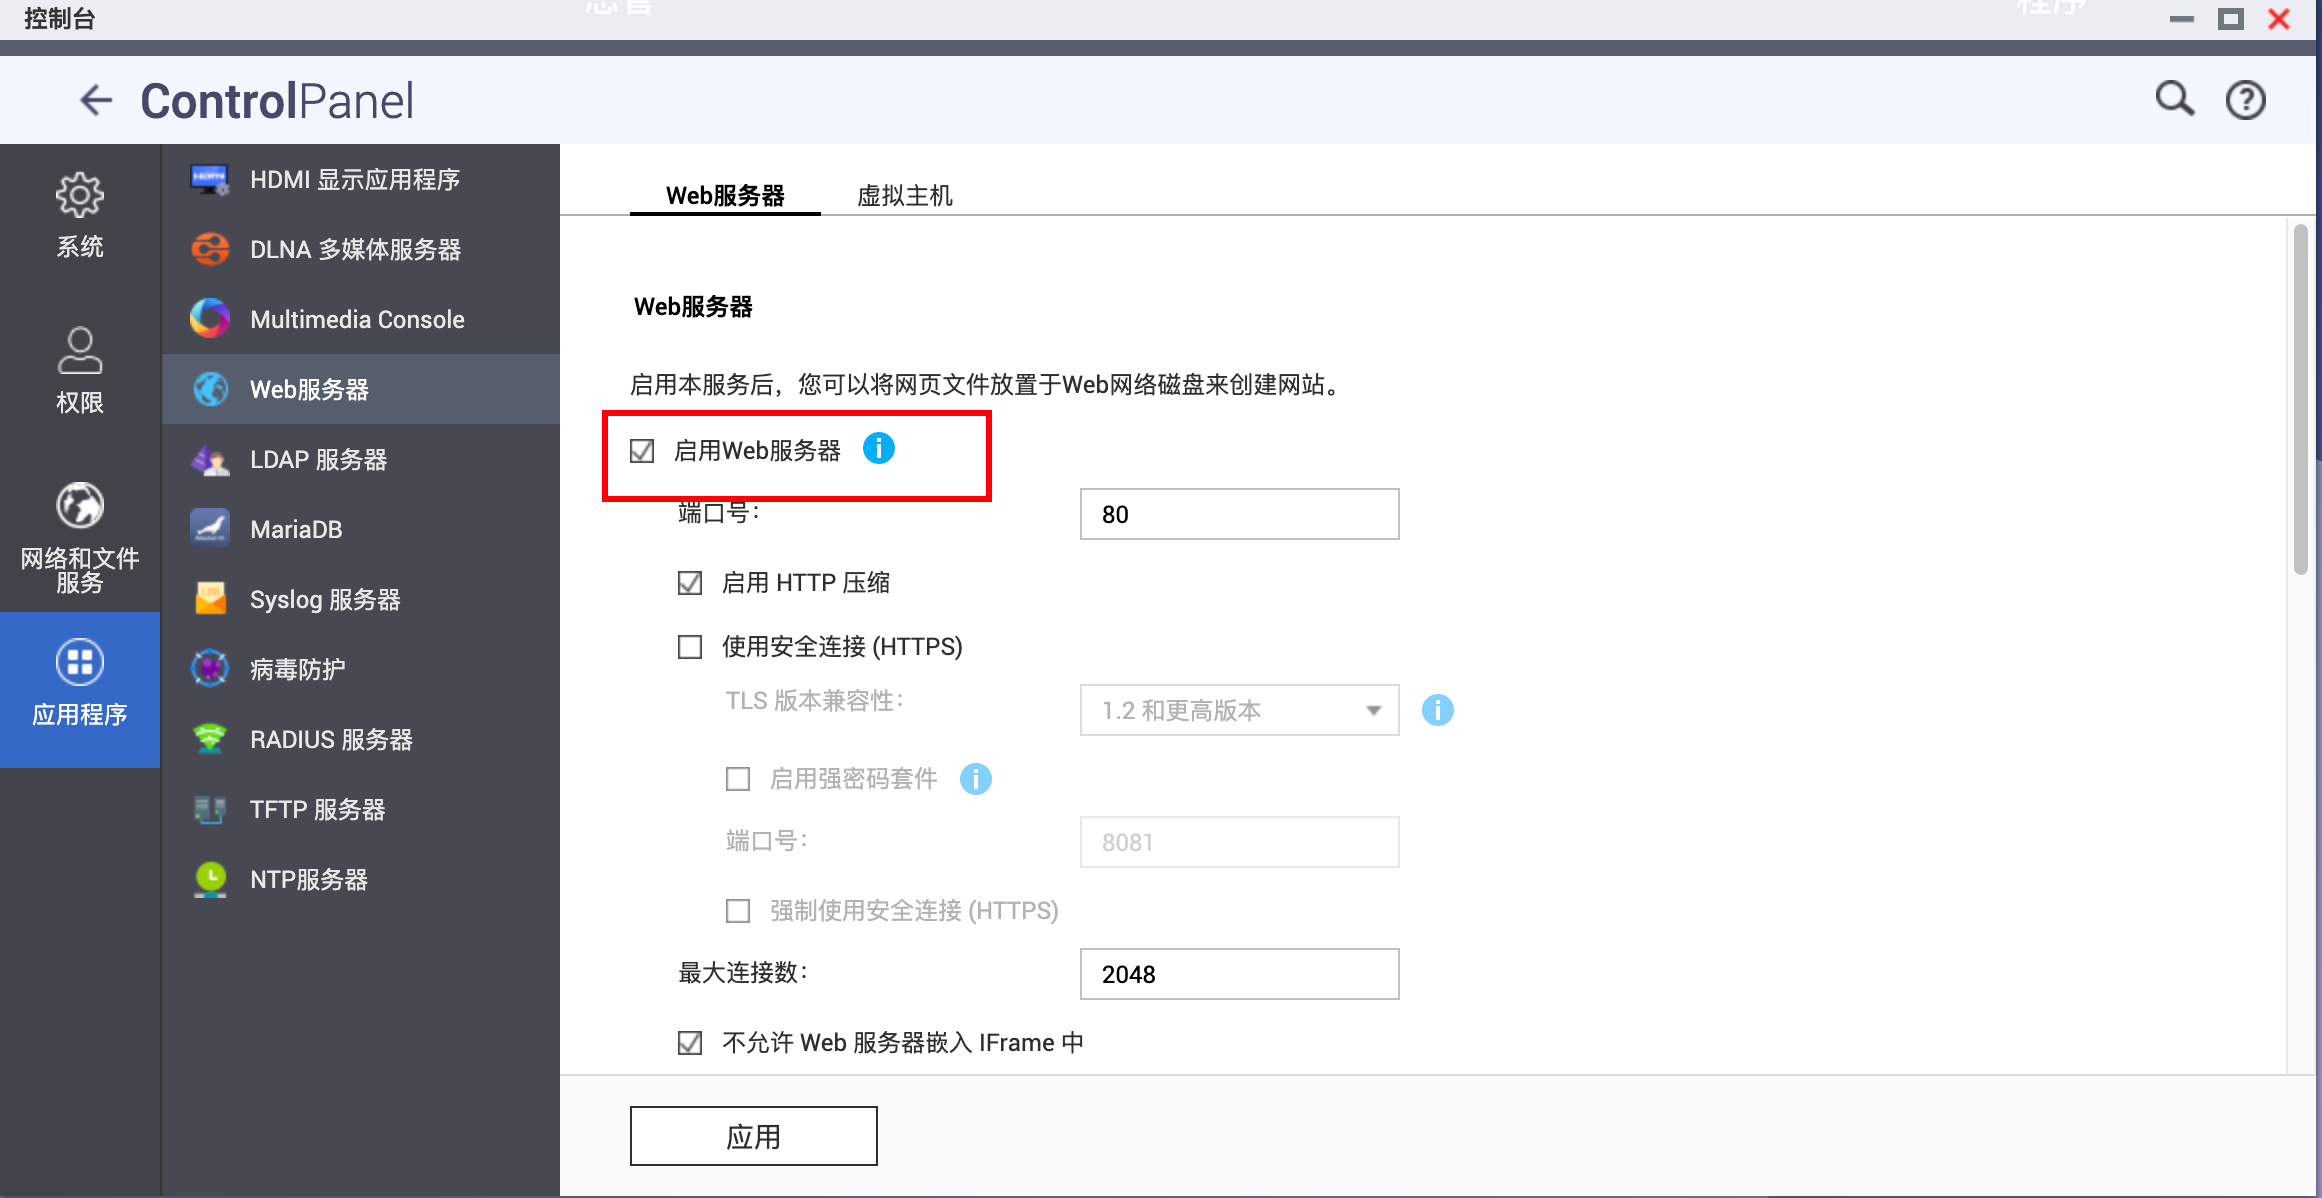 控制台
ControlPanel
系统
权限
网络和文件
服务
应用程序
HDMI 显示应用程序
DLNA 多媒体服务器
Multimedia Console
Web服务器
LDAP 服务器
MariaDB
Syslog 服务器
病毒防护
RADIUS 服务器
TFTP 服务器
NTP服务器
Web服务器
虚拟主机
Web服务器
启用本服务后，您可以将网页文件放置于Web网络磁盘来创建网站。
启用Web服务器
端口号： 80
启用 HTTP 压缩
使用安全连接 (HTTPS)
TLS 版本兼容性： 1.2 和更高版本
启用强密码套件
端口号： 8081
强制使用安全连接 (HTTPS)
最大连接数： 2048
不允许 Web 服务器嵌入 IFrame 中
应用